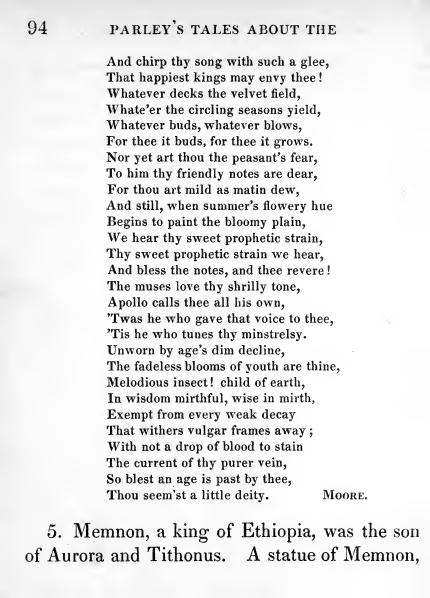 94 PARLEY'S TALES ABOUT THE
And chirp thy song with such a glee,
That happiest kings may envy thee!
Whatever decks the velvet field,
Whate'er the circling seasons yield,
Whatever buds, whatever blows,
For thee it buds, for thee it grows.
Nor yet art thou the peasant's fear,
To him thy friendly notes are dear,
For thou art mild as matin dew,
And still, when summer's flowery hue
Begins to paint the bloomy plain,
We hear thy sweet prophetic strain,
Thy sweet prophetic strain we hear,
And bless the notes, and thee revere!
The muses love thy shrilly tone,
Apollo calls thee all his own,
'Twas he who gave that voice to thee,
'Tis he who tunes thy minstrelsy.
Unworn by age's dim decline,
The fadeless blooms of youth are thine,
Melodious insect! child of earth,
In wisdom mirthful, wise in mirth,
Exempt from every weak decay
That withers vulgar frames away;
With not a drop of blood to stain
The current of thy purer vein,
So blest an age is past by thee,
Thou seem'st a little deity. MOORE.
5. Memnon, a king of Ethiopia, was the son
of Aurora and Tithonus. A statue of Memnon,